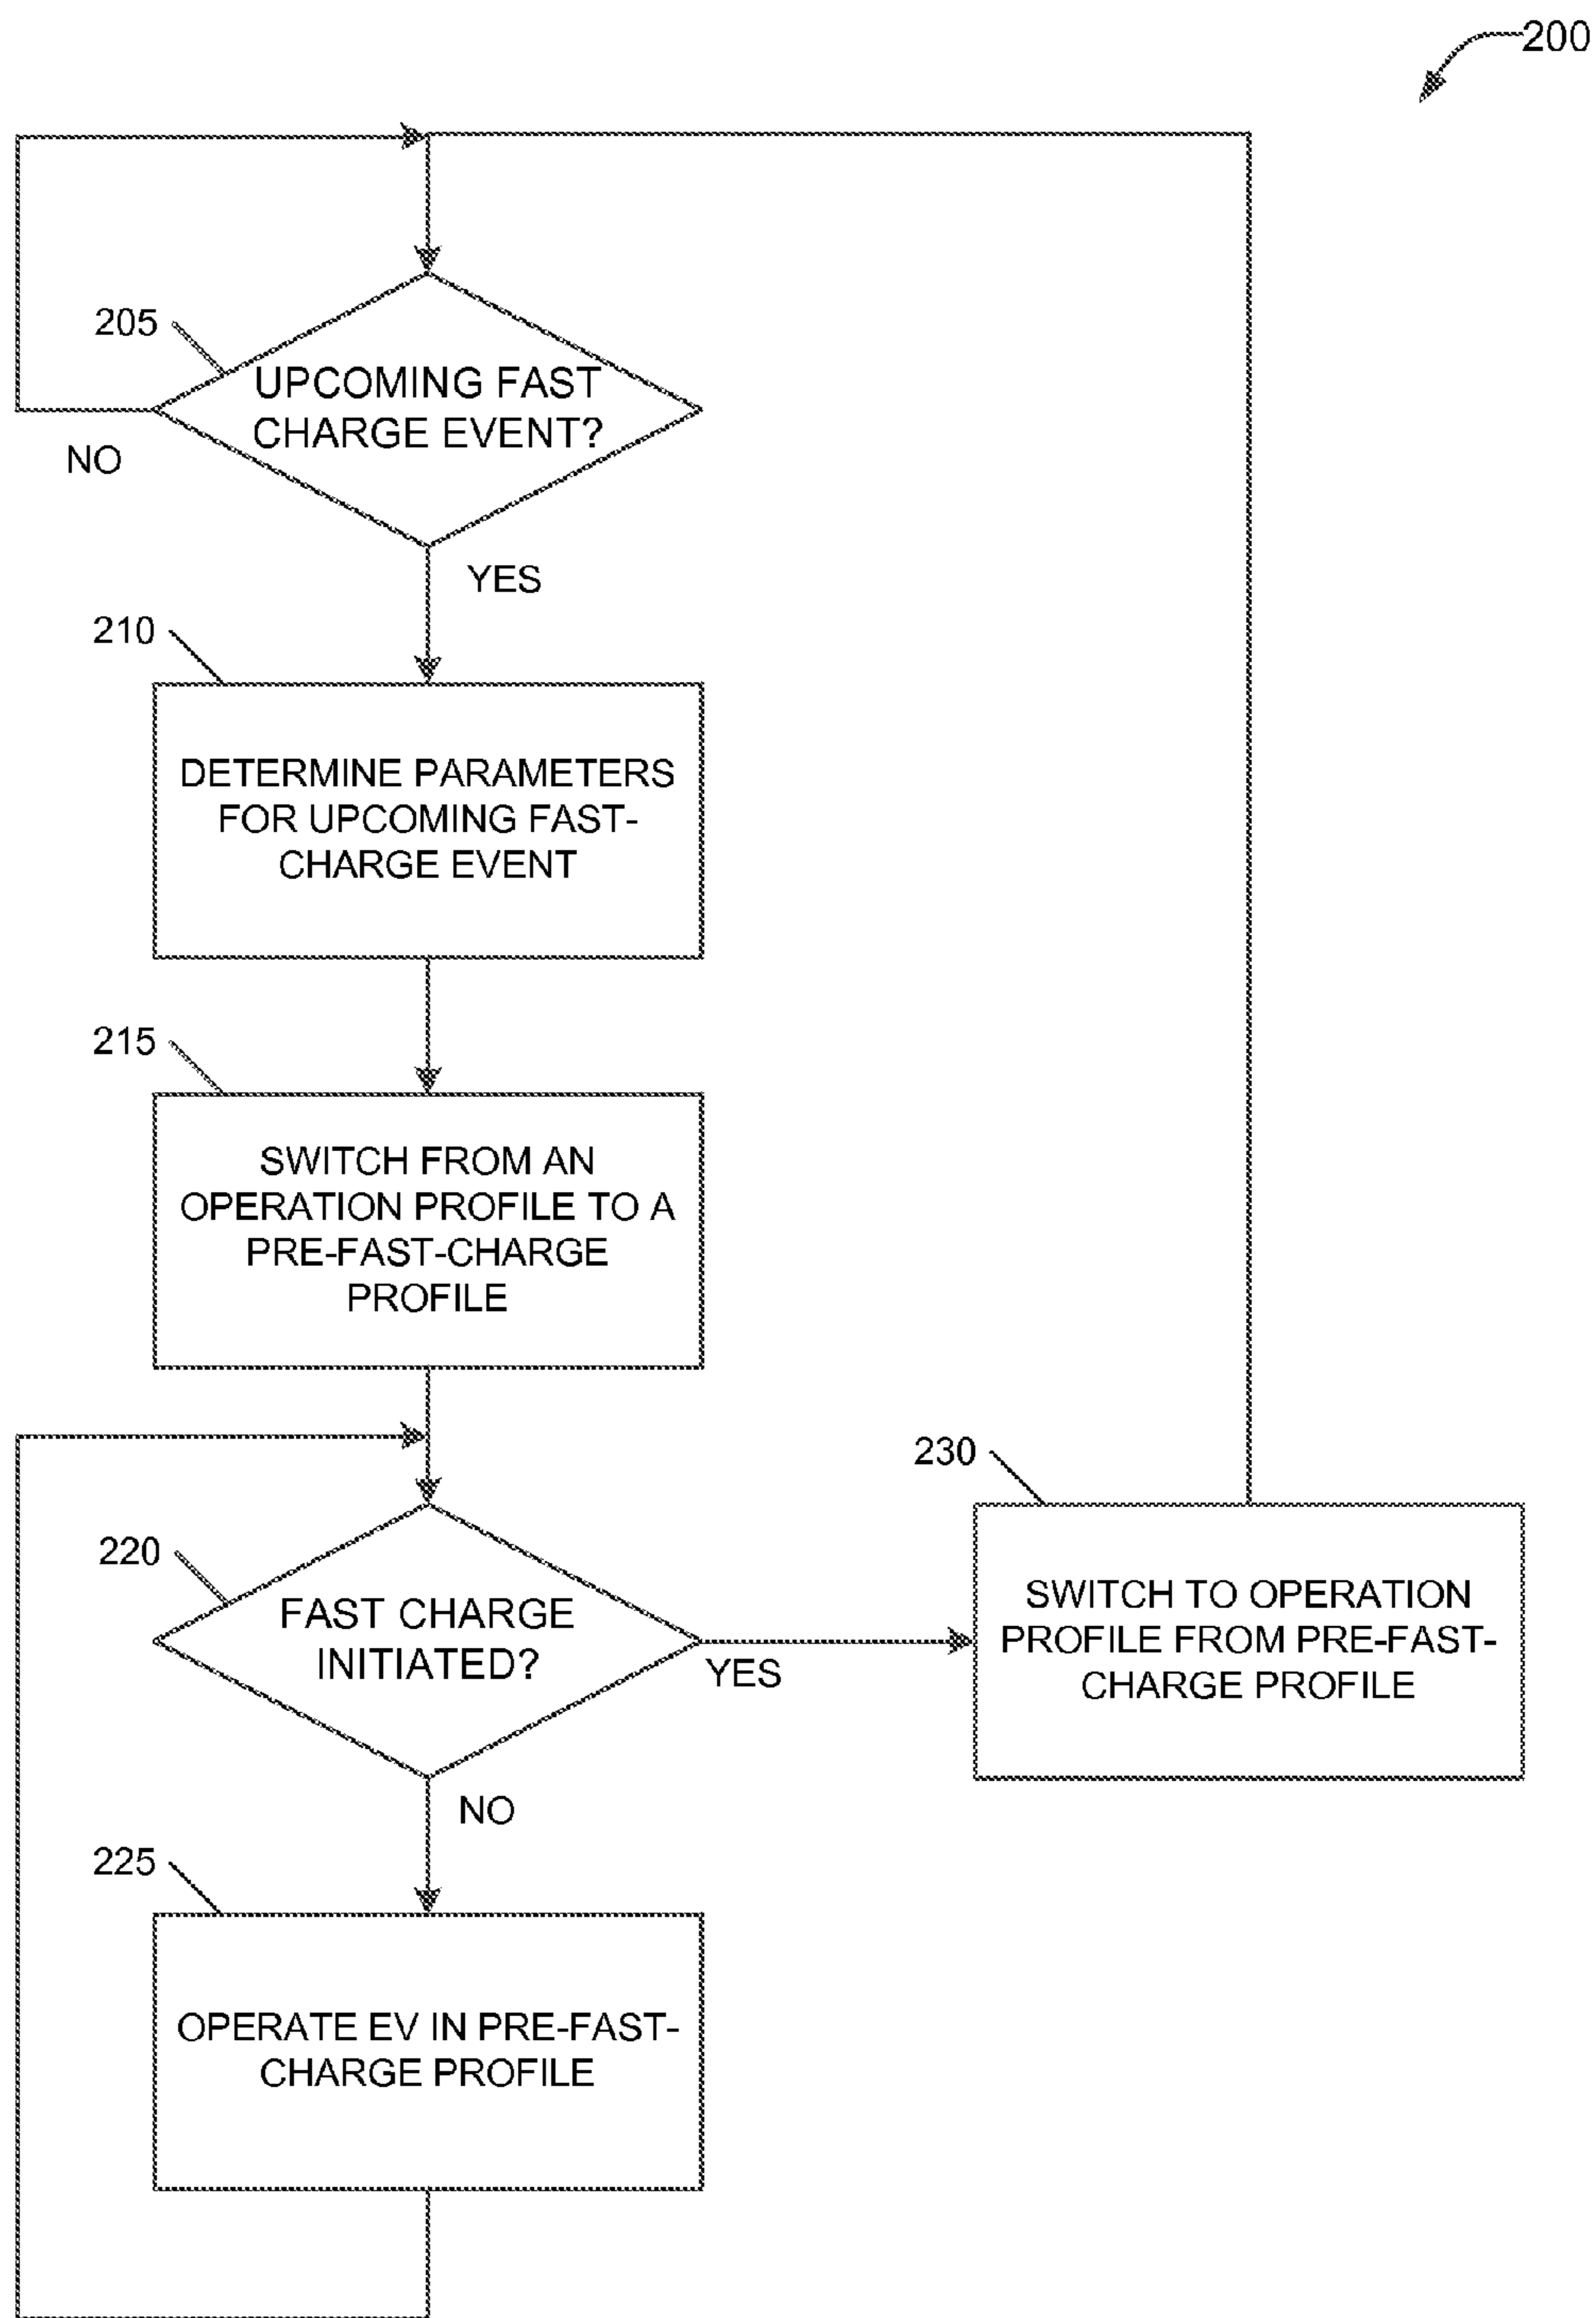 200
205
UPCOMING FAST
CHARGE EVENT?
NO
YES
210
DETERMINE PARAMETERS
FOR UPCOMING FAST-
CHARGE EVENT
215
SWITCH FROM AN
OPERATION PROFILE TO A
PRE-FAST-CHARGE
PROFILE
220
FAST CHARGE
INITIATED?
YES
230
SWITCH TO OPERATION
PROFILE FROM PRE-FAST-
CHARGE PROFILE
NO
225
OPERATE EV IN PRE-FAST-
CHARGE PROFILE